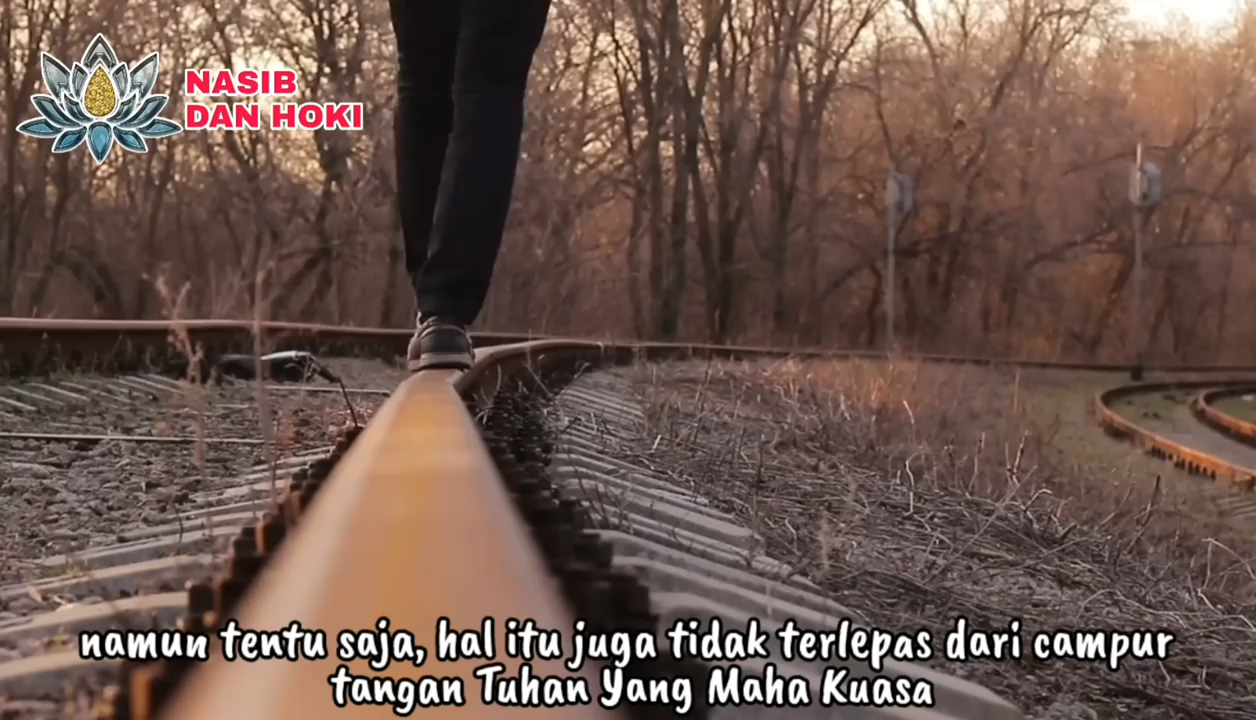 NASIB
DAN HOKI
namun tentu saja, hal itu juga tidak terlepas dari campur
tangan Tuhan Yang Maha Kuasa